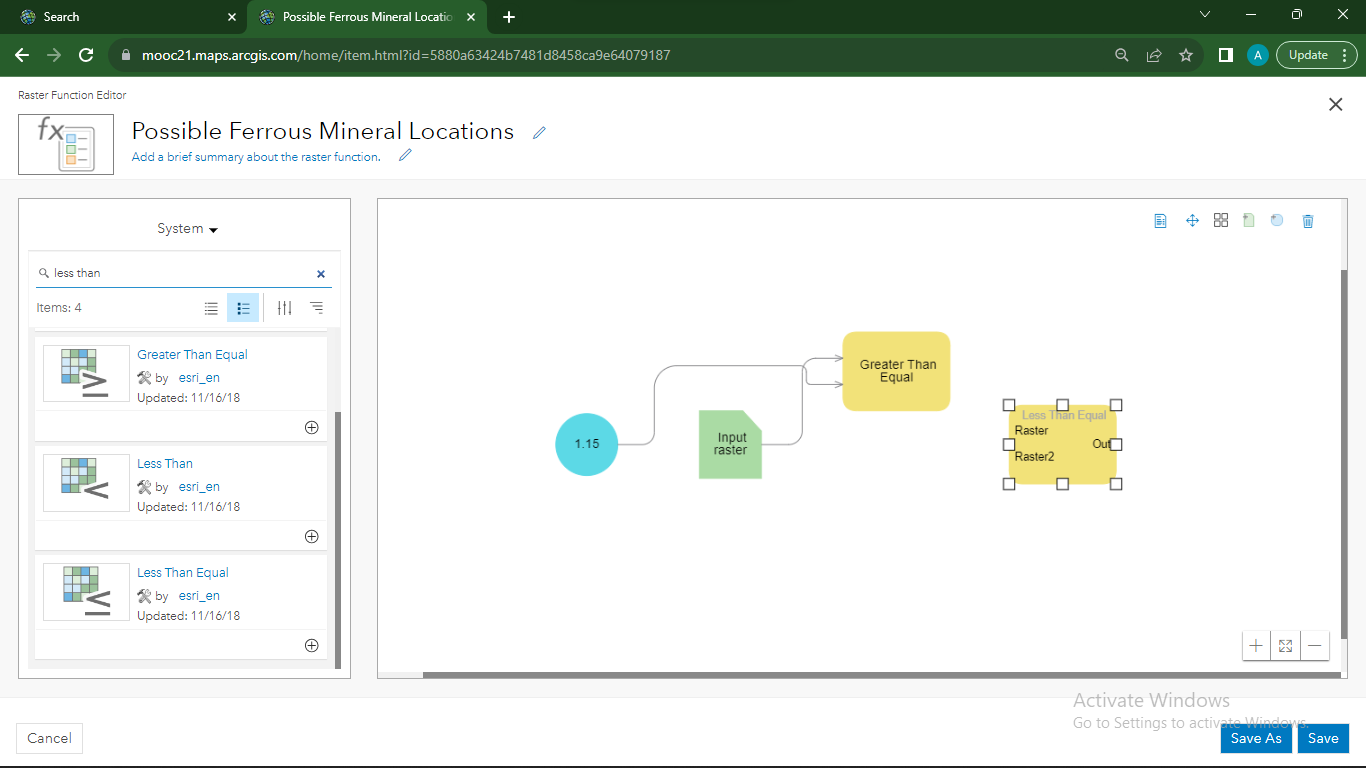 Search
Possible Ferrous Mineral Locatio
mooc21.maps.arcgis.com/home/item.html?id=5880a63424b7481d8458ca9e64079187
A
Update
Raster Function Editor
fx
Possible Ferrous Mineral Locations
Add a brief summary about the raster function.
System
less than
Items: 4
Greater Than Equal
by esri_en
Updated: 11/16/18
Less Than
by esri_en
Updated: 11/16/18
Less Than Equal
by esri_en
Updated: 11/16/18
1.15
Input
raster
Greater Than
Equal
Less Than Equal
Raster
Out
Raster2
Activate Windows
Go to Settings to activate Windows.
Cancel
Save As
Save